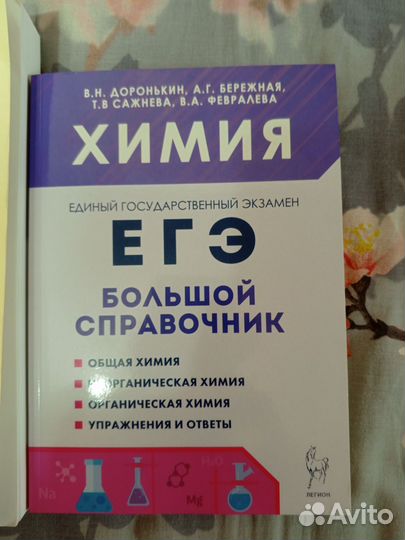 В.Н. ДОРОНЬКИН, А.Г. БЕРЕЖНАЯ,
Т.В САЖНЕВА, В.А. ФЕВРАЛЕВА
ХИМИЯ
ЕДИНЫЙ ГОСУДАРСТВЕННЫЙ ЭКЗАМЕН
ЕГЭ
БОЛЬШОЙ
СПРАВОЧНИК
ОБЩАЯ ХИМИЯ
НЕОРГАНИЧЕСКАЯ ХИМИЯ
ОРГАНИЧЕСКАЯ ХИМИЯ
УПРАЖНЕНИЯ И ОТВЕТЫ
H₂O
Na
Mg
ЛЕГИОН
Avito